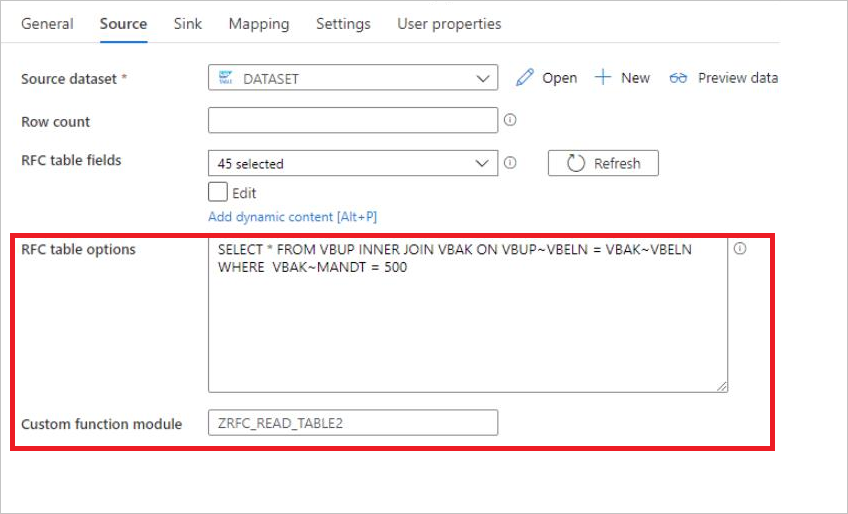 General Source Sink Mapping Settings User properties
Source dataset * SAP TABLE DATASET Open New Preview data
Row count
RFC table fields 45 selected Refresh
Edit
Add dynamic content [Alt+P]
RFC table options SELECT * FROM VBUP INNER JOIN VBAK ON VBUP~VBELN = VBAK~VBELN
WHERE VBAK~MANDT = 500
Custom function module ZRFC_READ_TABLE2